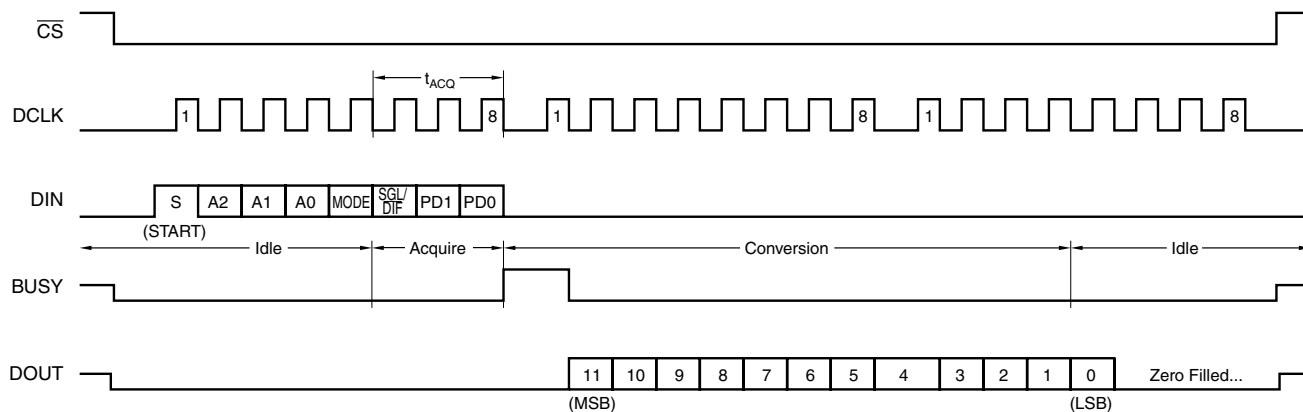 CS
tACQ
DCLK 1 8 1 8 1 8
DIN S A2 A1 A0 MODE SGL/DIF PD1 PD0
(START)
Idle Acquire Conversion Idle
BUSY
DOUT 11 10 9 8 7 6 5 4 3 2 1 0 Zero Filled...
(MSB) (LSB)